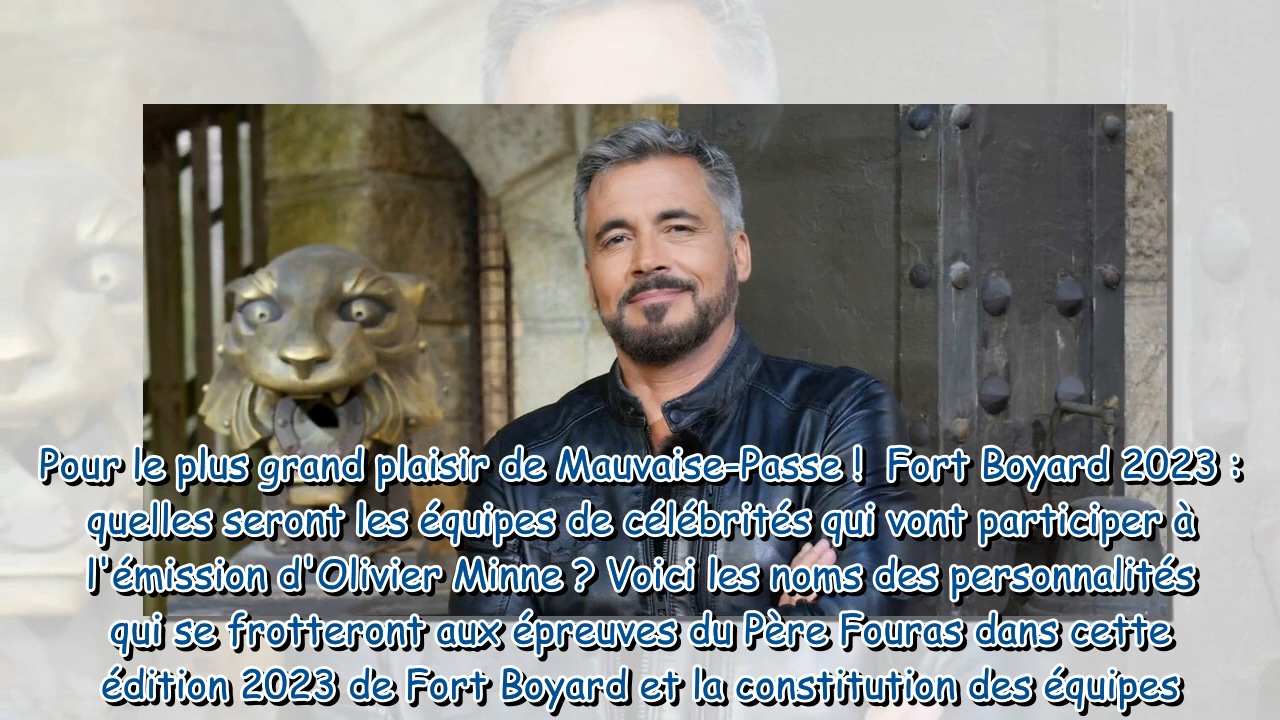 Pour le plus grand plaisir de Mauvaise-Passe !  Fort Boyard 2023 :
quelles seront les équipes de célébrités qui vont participer à
l'émission d'Olivier Minne ? Voici les noms des personnalités
qui se frotteront aux épreuves du Père Fouras dans cette
édition 2023 de Fort Boyard et la constitution des équipes